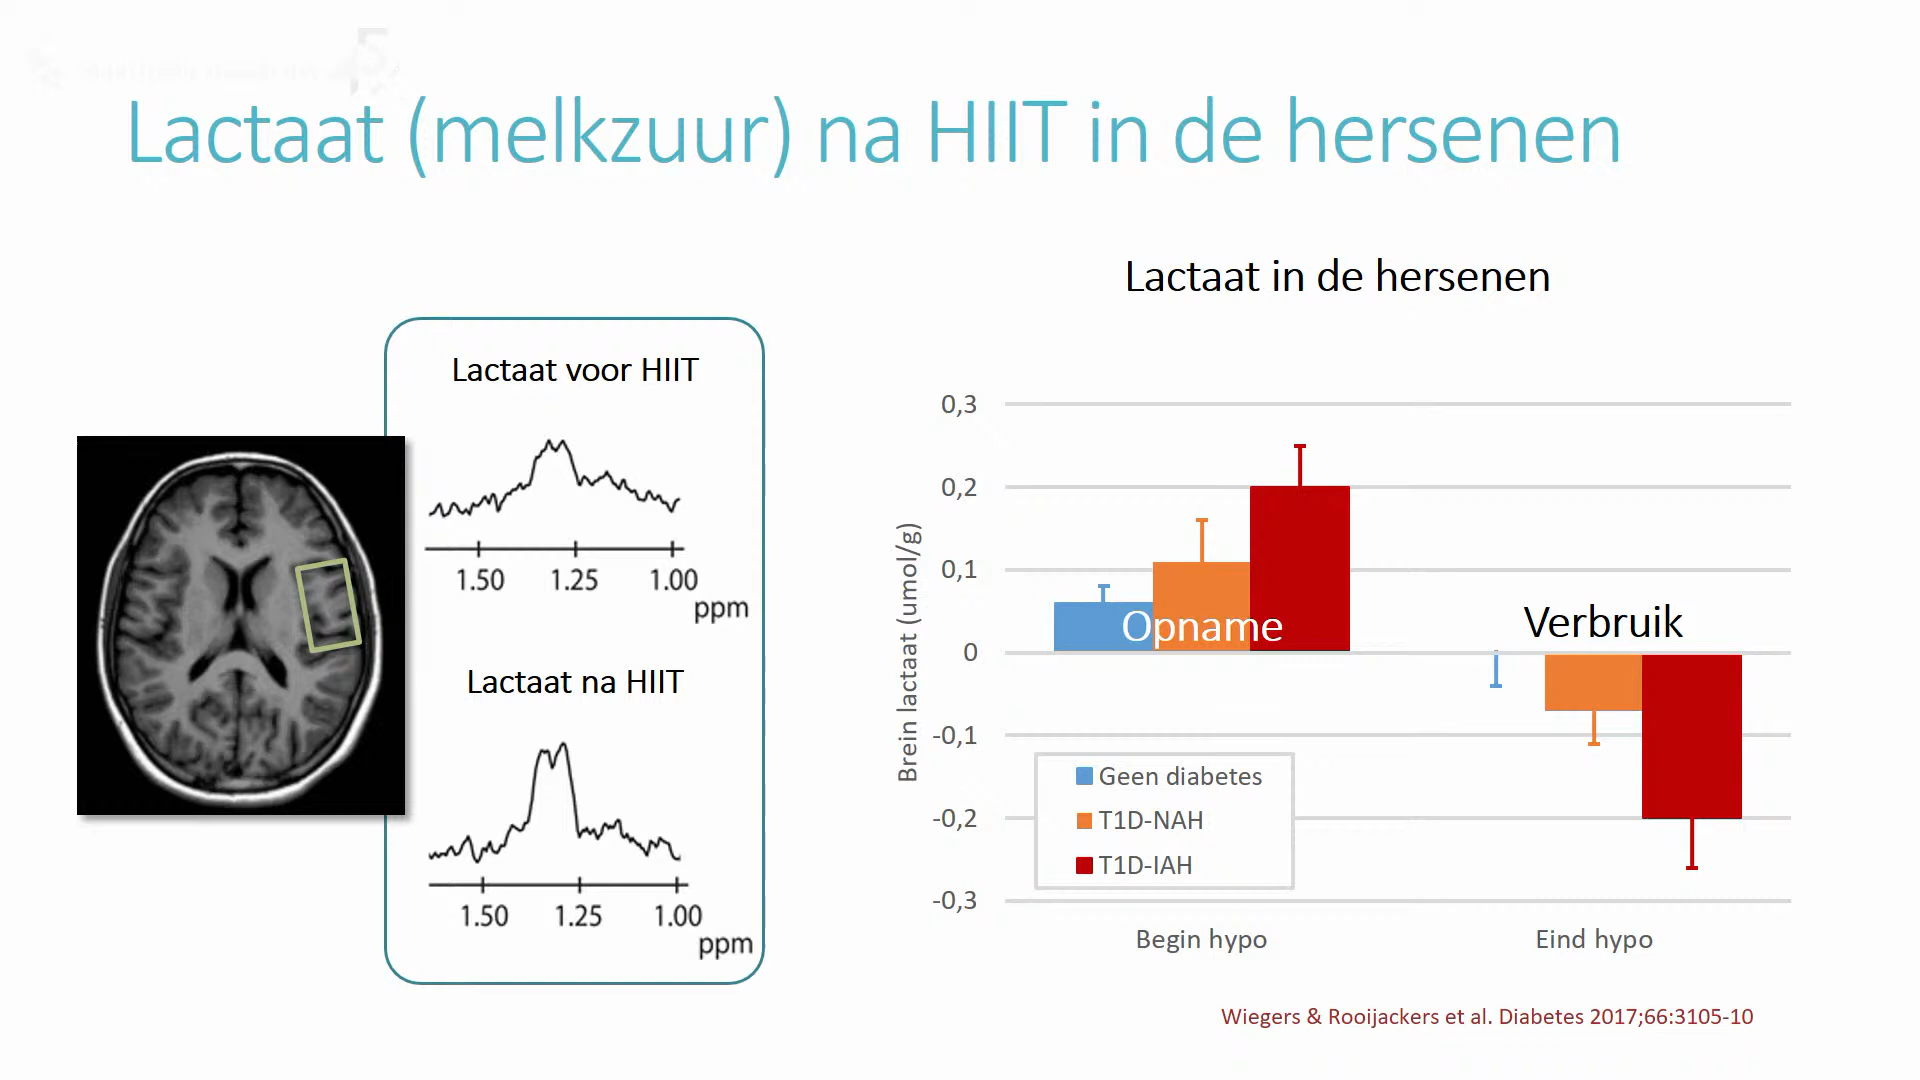 Lactaat (melkzuur) na HIIT in de hersenen
Lactaat voor HIIT
1.50 1.25 1.00
ppm
Lactaat na HIIT
1.50 1.25 1.00
ppm
Lactaat in de hersenen
Brein lactaat (umol/g)
0,3
0,2
0,1
0
-0,1
-0,2
-0,3
Opname
Verbruik
Geen diabetes
T1D-NAH
T1D-IAH
Begin hypo
Eind hypo
Wiegers & Rooijackers et al. Diabetes 2017;66:3105-10